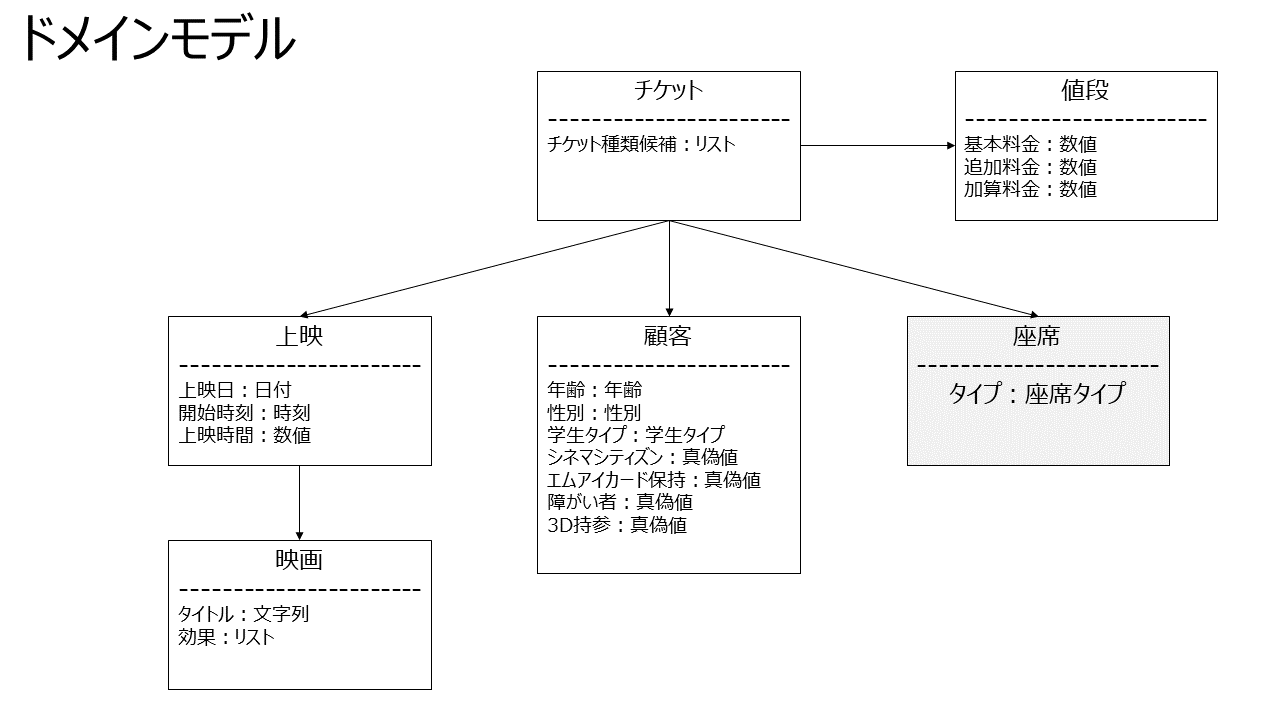 ドメインモデル
チケット
チケット種類候補：リスト
値段
基本料金：数値
追加料金：数値
加算料金：数値
上映
上映日：日付
開始時刻：時刻
上映時間：数値
顧客
年齢：年齢
性別：性別
学生タイプ：学生タイプ
シネマシティズン：真偽値
エムアイカード保持：真偽値
障がい者：真偽値
3D持参：真偽値
座席
タイプ：座席タイプ
映画
タイトル：文字列
効果：リスト